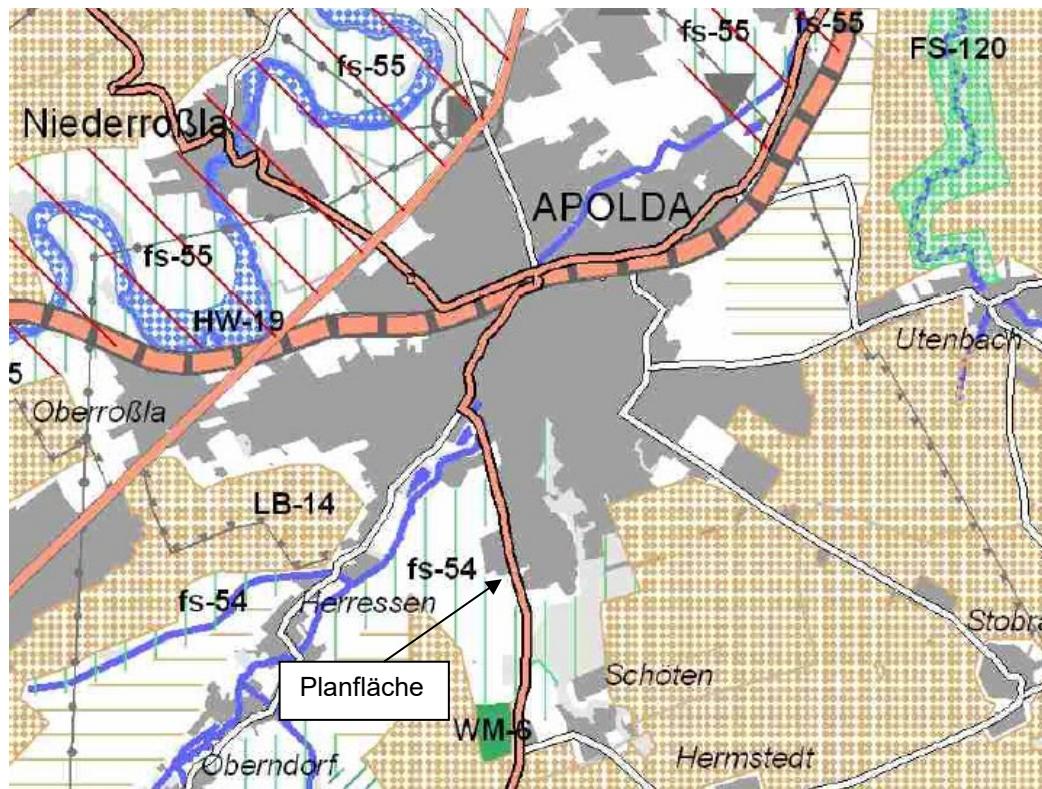 fs-55
fs-55
FS-120
fs-55
Niederroßla
APOLDA
fs-55
HW-19
Utenbach
5
Oberroßla
LB-14
fs-54
fs-54
Herressen
Stobra
Planfläche
Schöten
WM-6
Oberndorf
Hermstedt